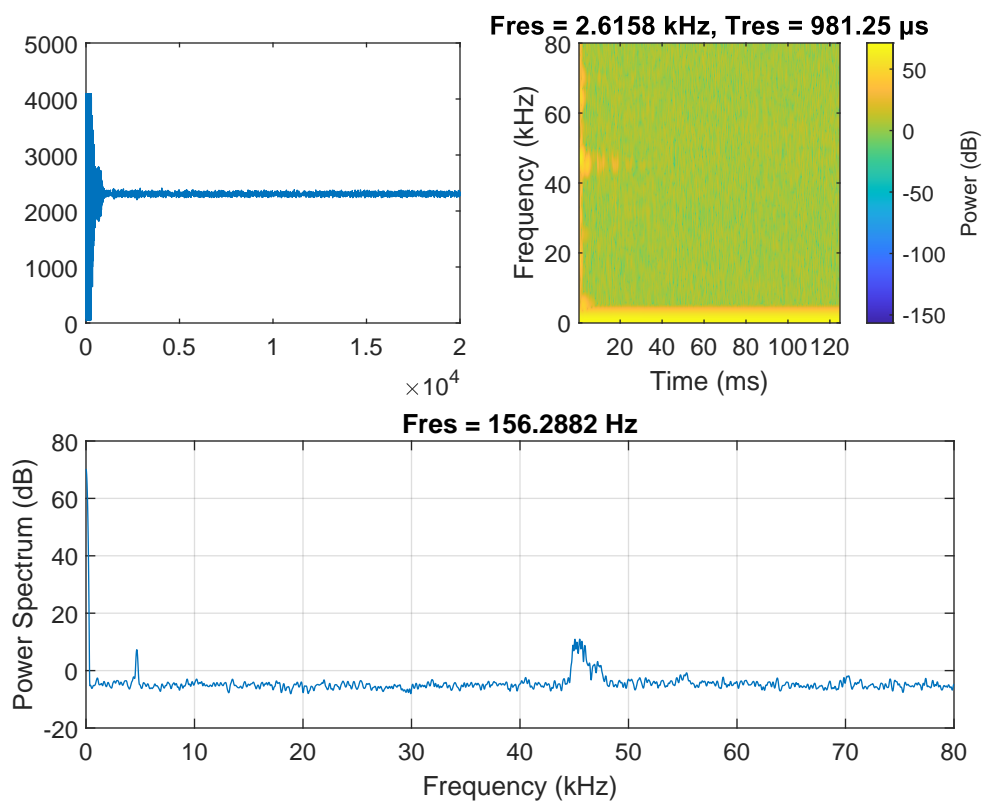 Fres = 2.6158 kHz, Tres = 981.25 µs
5000
4000
3000
2000
1000
0
0 0.5 1 1.5 2
×10^4
Frequency (kHz)
80
60
40
20
0
20 40 60 80 100 120
Time (ms)
50
0
-50
-100
-150
Power (dB)
Fres = 156.2882 Hz
Power Spectrum (dB)
80
60
40
20
0
-20
0 10 20 30 40 50 60 70 80
Frequency (kHz)